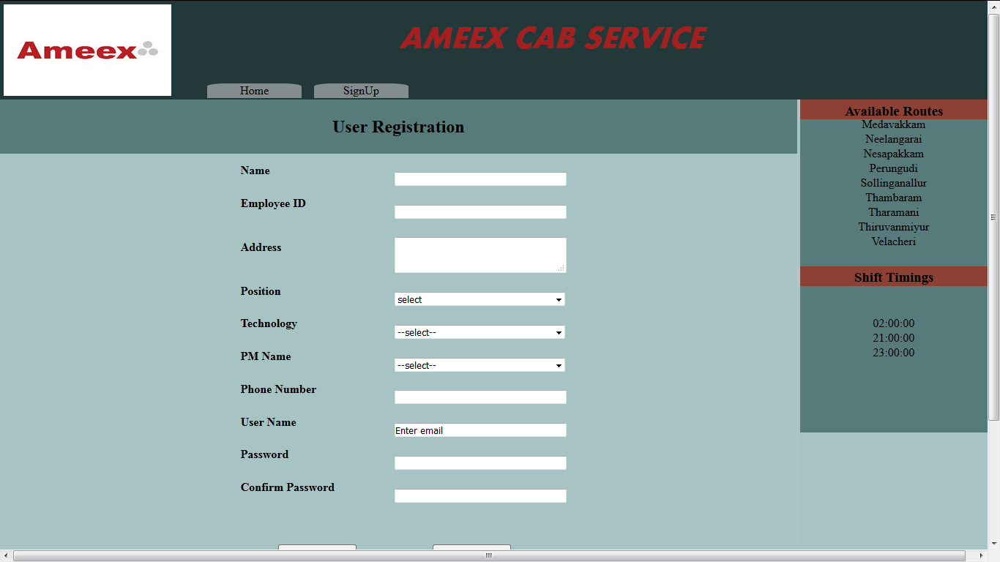 Ameex
AMEEX CAB SERVICE
Home
SignUp
User Registration
Name
Employee ID
Address
Position
select
Technology
--select--
PM Name
--select--
Phone Number
User Name
Enter email
Password
Confirm Password
Available Routes
Medavakkam
Neelangarai
Nesapakkam
Perungudi
Sollinganallur
Thambaram
Tharamani
Thiruvanmiyur
Velacheri
Shift Timings
02:00:00
21:00:00
23:00:00